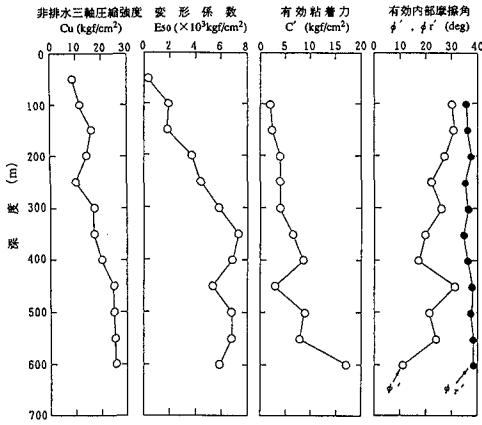 非排水三軸圧縮強度
Cu (kgf/cm²)
変形係数
E50 (×10³kgf/cm²)
有効粘着力
C′ (kgf/cm²)
有効内部摩擦角
φ′, φr′ (deg)
0 10 20 30
0 2 4 6 8
0 10 20
0 10 20 30 40
0
100
200
300
400
500
600
700
深度 (m)
φ′
φr′